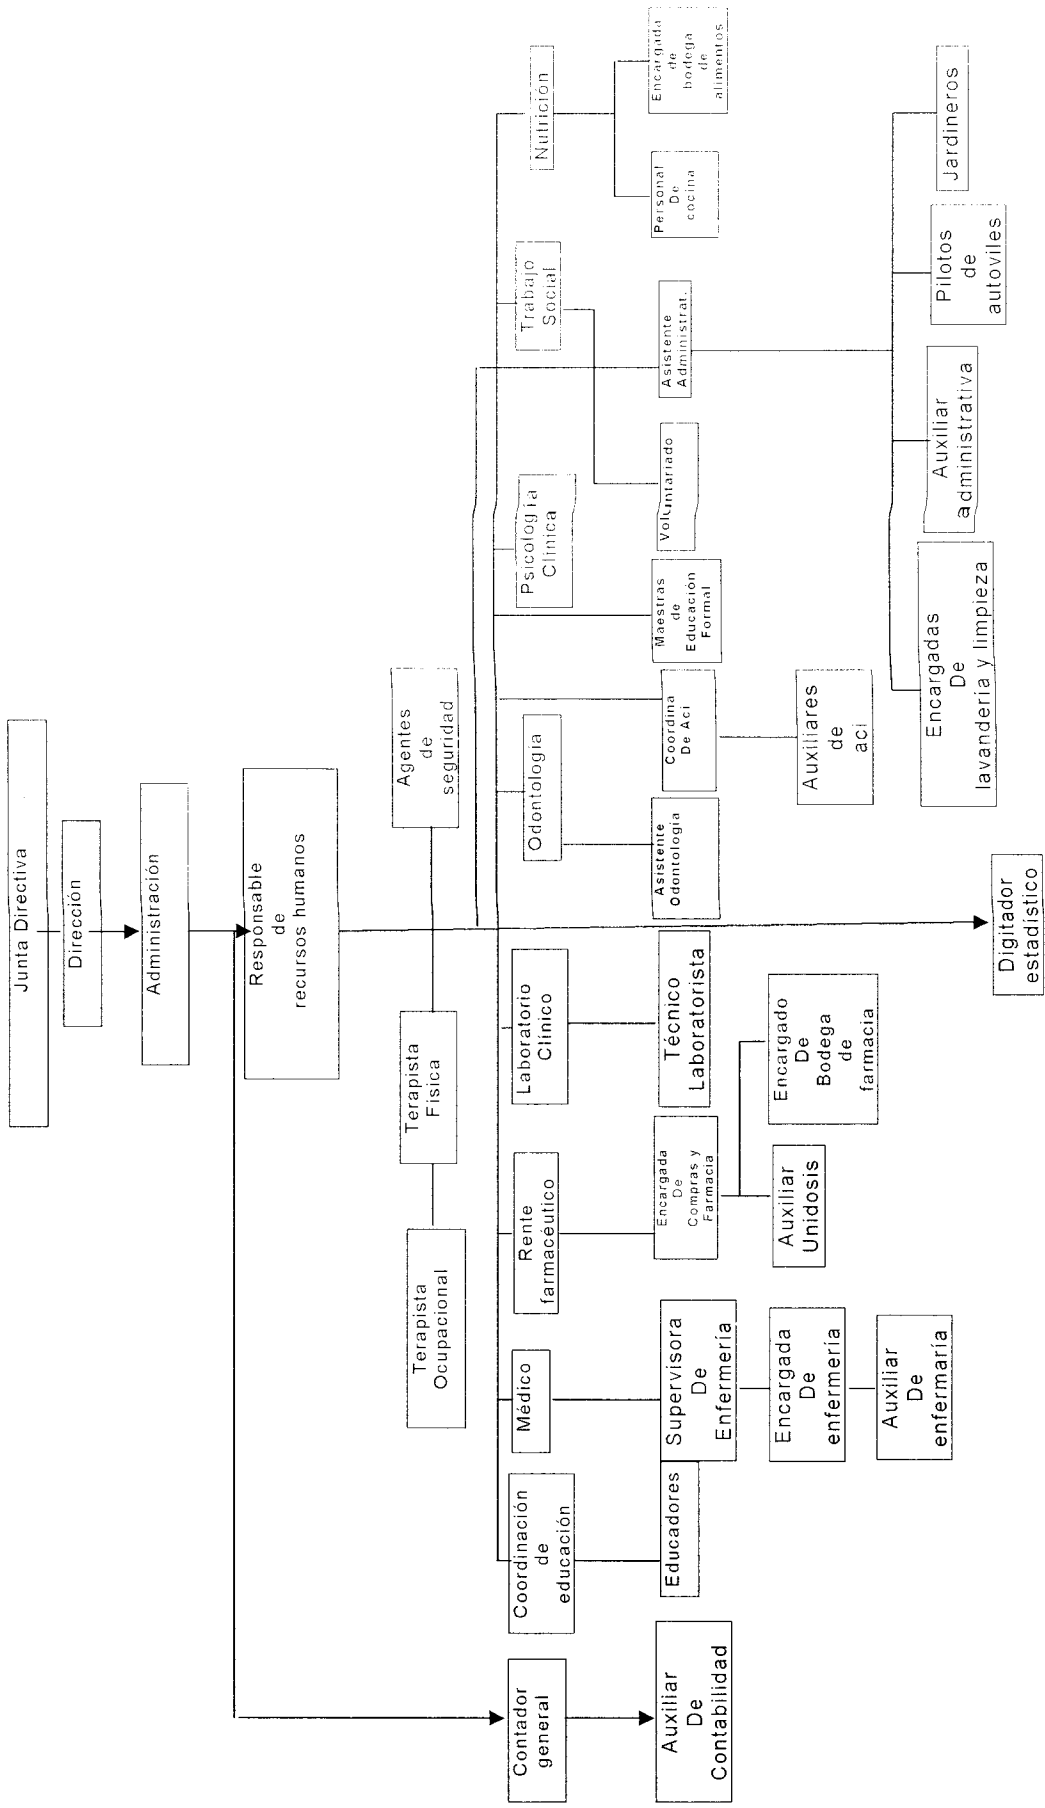 Junta Directiva
Dirección
Administración
Responsable
de
recursos humanos
Terapista
Ocupacional
Terapista
Fisica
Agentes
de
seguridad
Contador
general
Coordinación
de
educación
Médico
Rente
farmacéutico
Laboratorio
Clínico
Odontologia
Psicología
Clínica
Trabajo
Social
Nutrición
Auxiliar
De
Contabilidad
Educadores
Supervisora
De
Enfermería
Encargada
De
Compras y
Farmacia
Técnico
Laboratorista
Asistente
Odontologia
Coordina
De Aci
Maestras
de
Educación
Formal
Voluntariado
Asistente
Administrat.
Personal
De
cocina
Encargada
de
bodega
de
alimentos
Encargada
De
enfermería
Auxiliar
Unidosis
Encargado
De
Bodega
de
farmacia
Auxiliares
de
aci
Auxiliar
De
enfermaría
Encargadas
De
lavandería y limpieza
Auxiliar
administrativa
Pilotos
de
autoviles
Jardineros
Digitador
estadístico